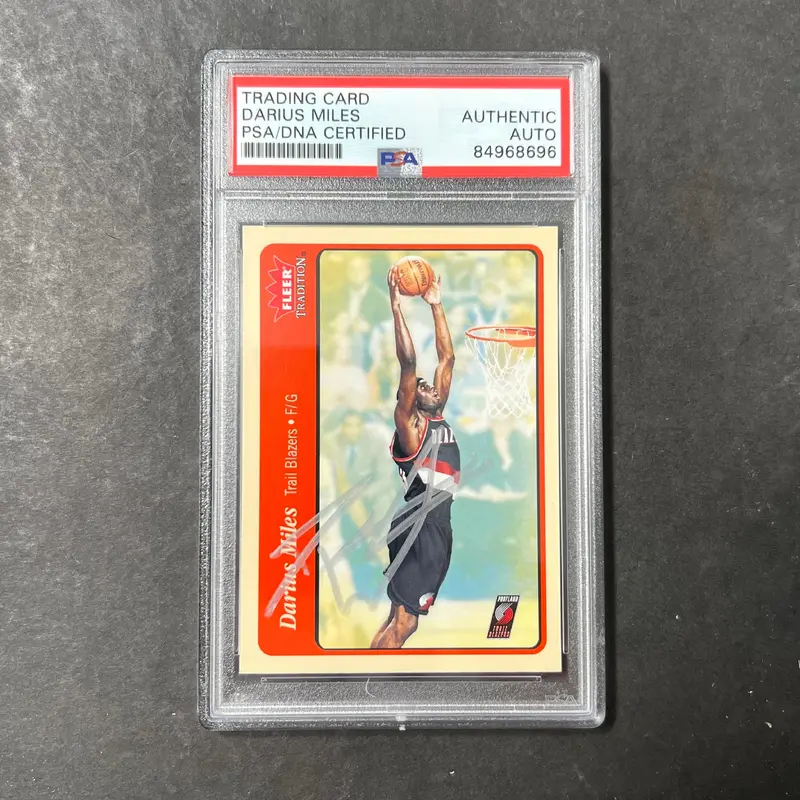 TRADING CARD
DARIUS MILES
PSA/DNA CERTIFIED
AUTHENTIC
AUTO
84968696
PSA
FLEER
TRADITION
Darius Miles
Trail Blazers • F/G
PORTLAND
TRAIL
BLAZERS